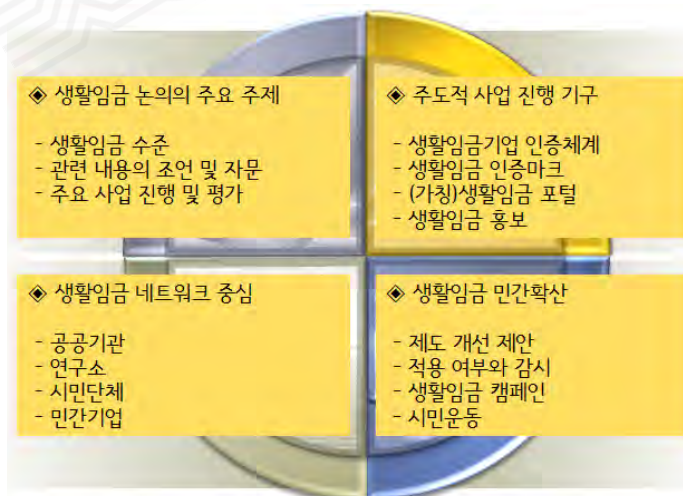 ◈ 생활임금 논의의 주요 주제
- 생활임금 수준
- 관련 내용의 조언 및 자문
- 주요 사업 진행 및 평가
◈ 주도적 사업 진행 기구
- 생활임금기업 인증체계
- 생활임금 인증마크
- (가칭)생활임금 포털
- 생활임금 홍보
◈ 생활임금 네트워크 중심
- 공공기관
- 연구소
- 시민단체
- 민간기업
◈ 생활임금 민간확산
- 제도 개선 제안
- 적용 여부와 감시
- 생활임금 캠페인
- 시민운동